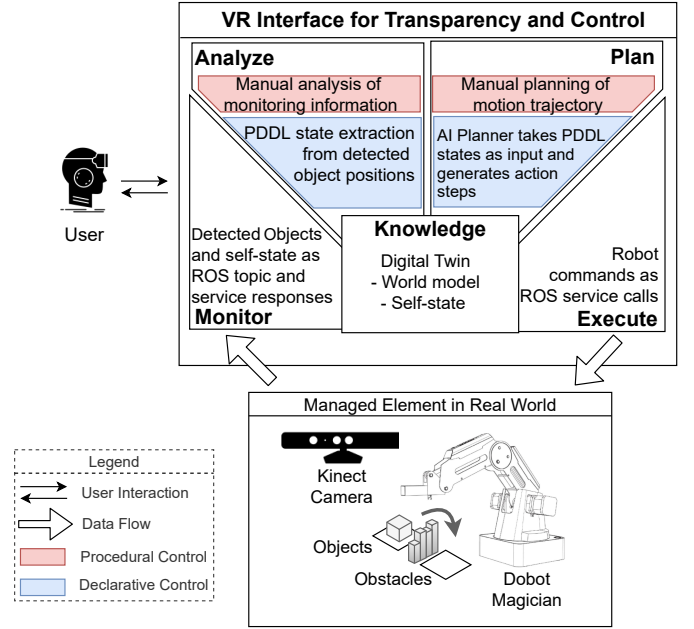 VR Interface for Transparency and Control
Analyze
Manual analysis of
monitoring information
PDDL state extraction
from detected
object positions
Plan
Manual planning of
motion trajectory
AI Planner takes PDDL
states as input and
generates action
steps
User
Detected Objects
and self-state as
ROS topic and
service responses
Monitor
Knowledge
Digital Twin
- World model
- Self-state
Robot
commands as
ROS service calls
Execute
Managed Element in Real World
Kinect
Camera
Objects
Obstacles
Dobot
Magician
Legend
User Interaction
Data Flow
Procedural Control
Declarative Control